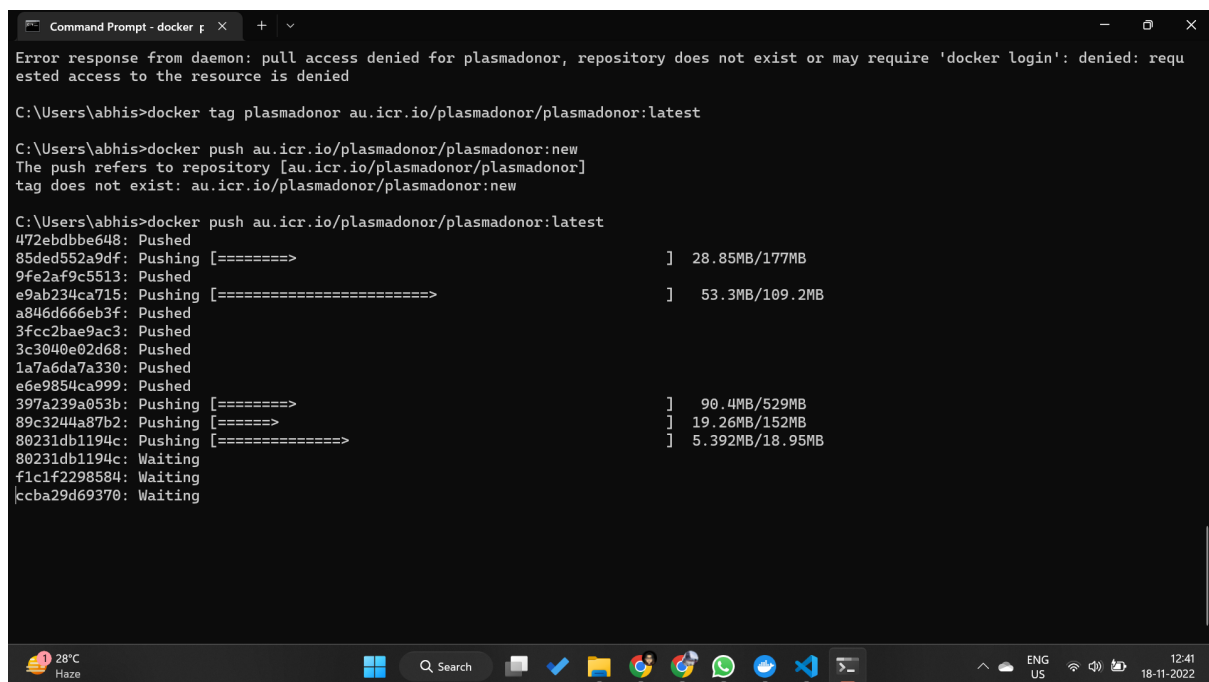 Command Prompt - docker p
Error response from daemon: pull access denied for plasmadonor, repository does not exist or may require 'docker login': denied: requ
ested access to the resource is denied
C:\Users\abhis>docker tag plasmadonor au.icr.io/plasmadonor/plasmadonor:latest
C:\Users\abhis>docker push au.icr.io/plasmadonor/plasmadonor:new
The push refers to repository [au.icr.io/plasmadonor/plasmadonor]
tag does not exist: au.icr.io/plasmadonor/plasmadonor:new
C:\Users\abhis>docker push au.icr.io/plasmadonor/plasmadonor:latest
472ebdbbe648: Pushed
85ded552a9df: Pushing [========>                                          ]  28.85MB/177MB
9fe2af9c5513: Pushed
e9ab234ca715: Pushing [========================>                          ]   53.3MB/109.2MB
a846d666eb3f: Pushed
3fcc2bae9ac3: Pushed
3c3040e02d68: Pushed
1a7a6da7a330: Pushed
e6e9854ca999: Pushed
397a239a053b: Pushing [========>                                          ]   90.4MB/529MB
89c3244a87b2: Pushing [======>                                            ]  19.26MB/152MB
80231db1194c: Pushing [==============>                                    ]  5.392MB/18.95MB
80231db1194c: Waiting
f1c1f2298584: Waiting
ccba29d69370: Waiting
1
28°C
Haze
Search
ENG
US
12:41
18-11-2022